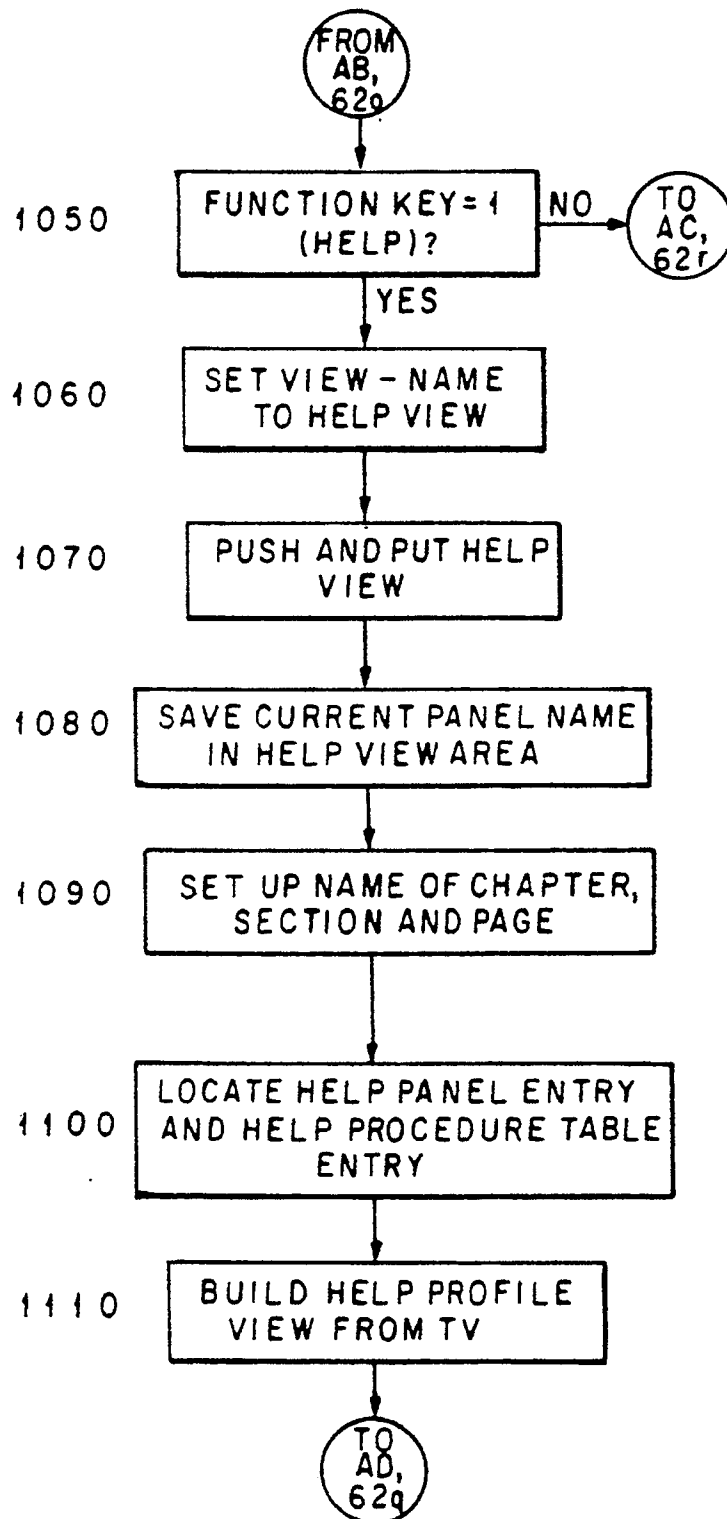 FROM
AB,
62o
1050
FUNCTION KEY = 1
(HELP)?
NO
TO
AC,
62r
YES
1060
SET VIEW - NAME
TO HELP VIEW
1070
PUSH AND PUT HELP
VIEW
1080
SAVE CURRENT PANEL NAME
IN HELP VIEW AREA
1090
SET UP NAME OF CHAPTER,
SECTION AND PAGE
1100
LOCATE HELP PANEL ENTRY
AND HELP PROCEDURE TABLE
ENTRY
1110
BUILD HELP PROFILE
VIEW FROM TV
TO
AD,
62q